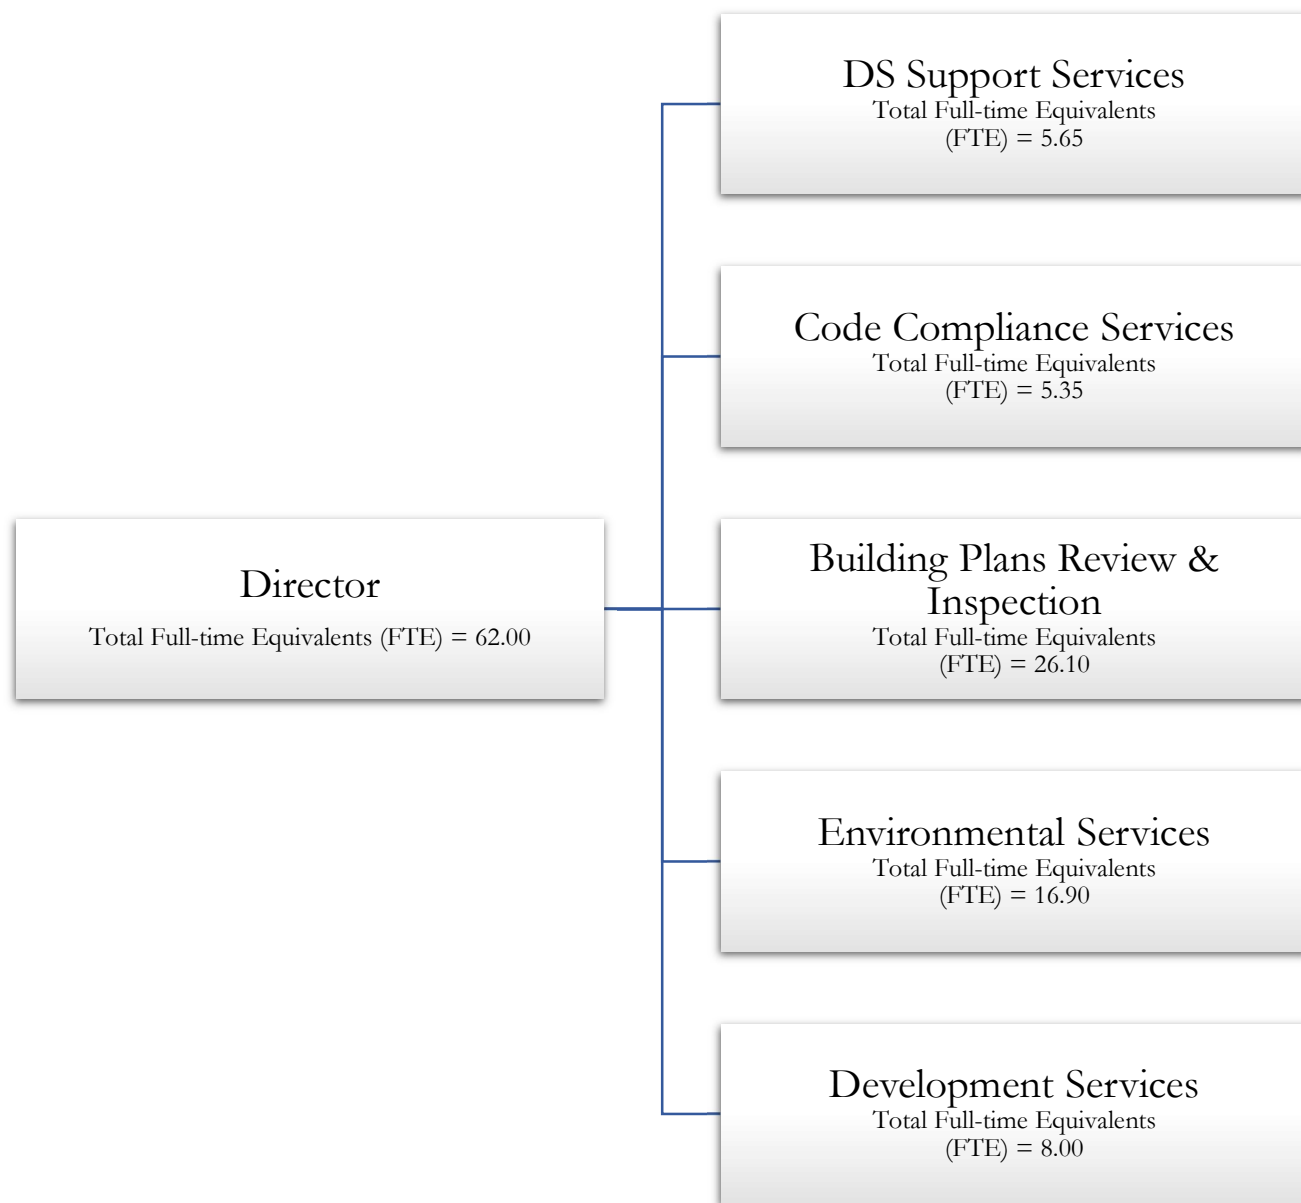 DS Support Services
Total Full-time Equivalents
(FTE) = 5.65
Code Compliance Services
Total Full-time Equivalents
(FTE) = 5.35
Director
Total Full-time Equivalents (FTE) = 62.00
Building Plans Review &
Inspection
Total Full-time Equivalents
(FTE) = 26.10
Environmental Services
Total Full-time Equivalents
(FTE) = 16.90
Development Services
Total Full-time Equivalents
(FTE) = 8.00